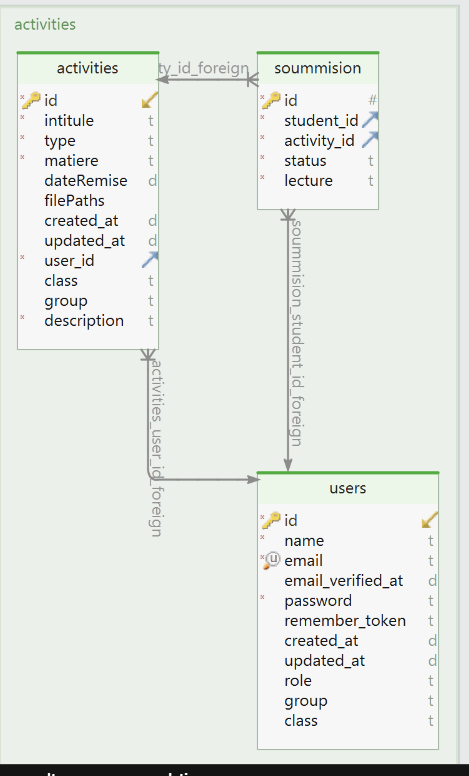 activities
activities
ty_id_foreign
soummision
id
intitule t
type t
matiere t
dateRemise d
filePaths
created_at d
updated_at d
user_id
class t
group t
description t
id #
student_id
activity_id
status t
lecture t
soummision_student_id_foreign
activities_user_id_foreign
users
id
name t
email t
email_verified_at d
password t
remember_token t
created_at d
updated_at d
role t
group t
class t